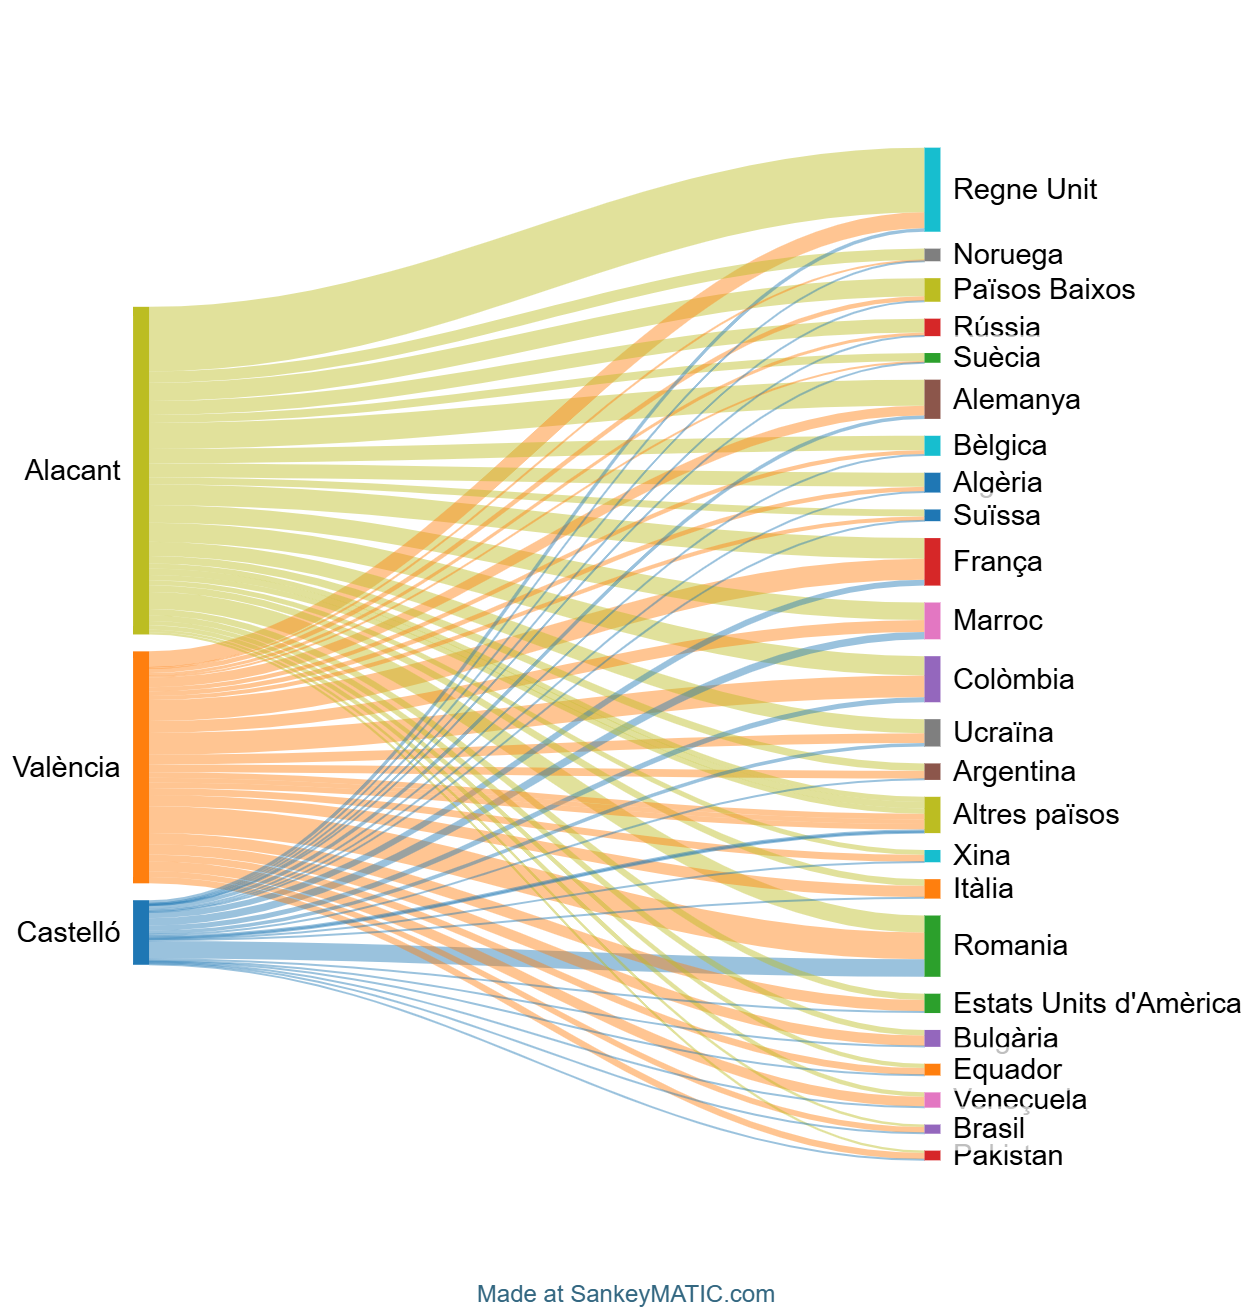 Regne Unit
Noruega
Països Baixos
Rússia
Suècia
Alemanya
Bèlgica
Algèria
Suïssa
França
Marroc
Colòmbia
Ucraïna
Argentina
Altres països
Xina
Itàlia
Romania
Estats Units d'Amèrica
Bulgària
Equador
Veneçuela
Brasil
Pakistan
Alacant
València
Castelló
Made at SankeyMATIC.com